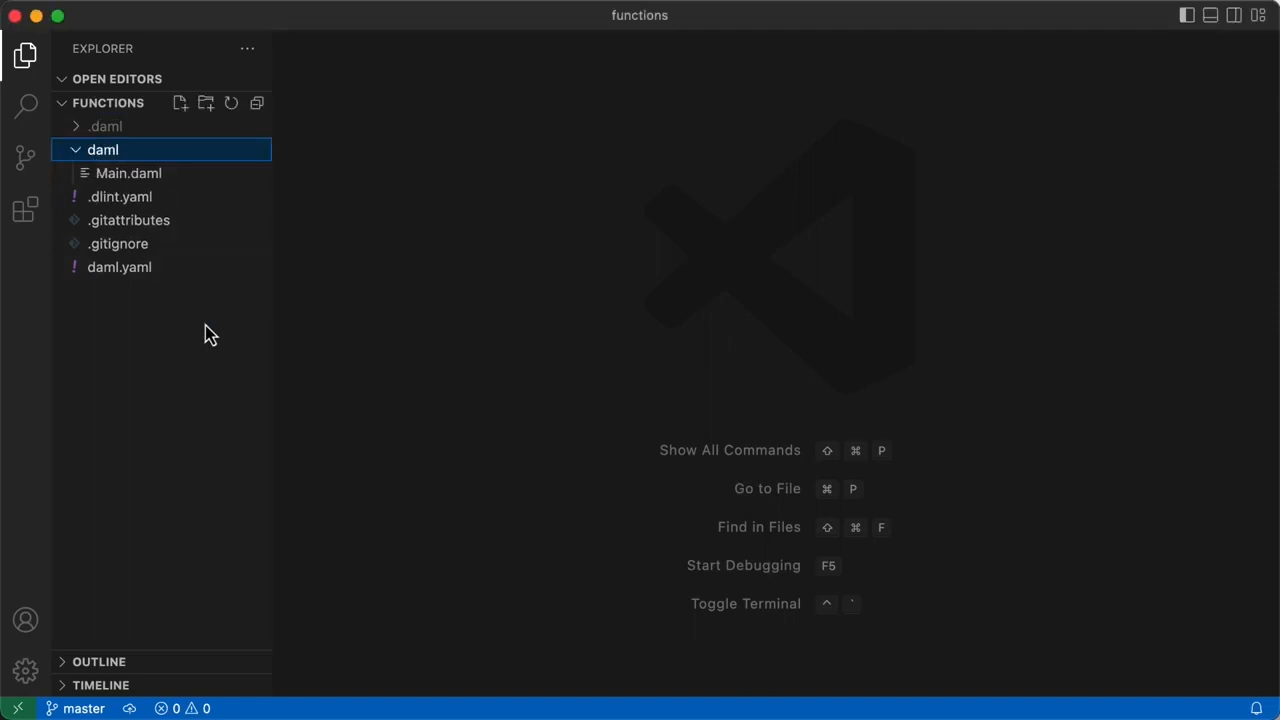 functions
EXPLORER
OPEN EDITORS
FUNCTIONS
.daml
daml
Main.daml
.dlint.yaml
.gitattributes
.gitignore
daml.yaml
Show All Commands ⇧ ⌘ P
Go to File ⌘ P
Find in Files ⇧ ⌘ F
Start Debugging F5
Toggle Terminal ^ `
OUTLINE
TIMELINE
master 0 0